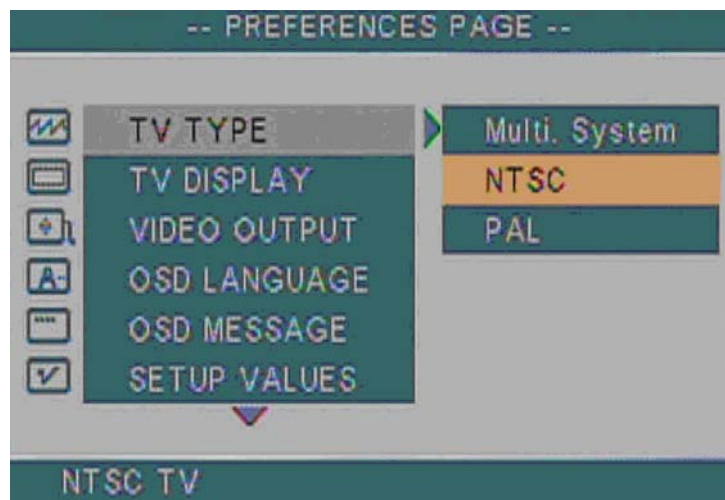 -- PREFERENCES PAGE --
TV TYPE
TV DISPLAY
VIDEO OUTPUT
OSD LANGUAGE
OSD MESSAGE
SETUP VALUES
Multi. System
NTSC
PAL
NTSC TV